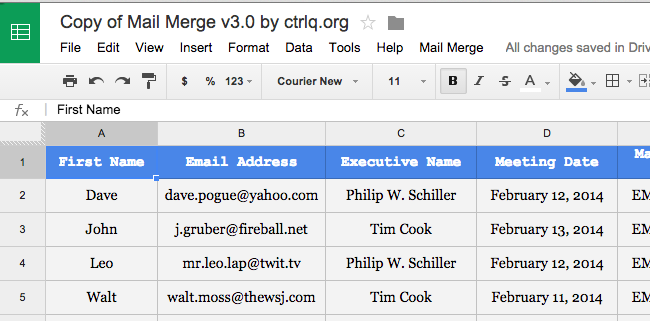 Copy of Mail Merge v3.0 by ctrlq.org
File Edit View Insert Format Data Tools Help Mail Merge All changes saved in Driv
$ % 123 Courier New 11 B I S A
fx First Name
A B C D
1 First Name Email Address Executive Name Meeting Date Ma
2 Dave dave.pogue@yahoo.com Philip W. Schiller February 12, 2014 EM
3 John j.gruber@fireball.net Tim Cook February 13, 2014 EM
4 Leo mr.leo.lap@twit.tv Philip W. Schiller February 12, 2014 EM
5 Walt walt.moss@thewsj.com Tim Cook February 11, 2014 EM